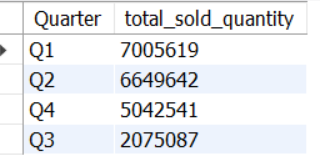 Quarter total_sold_quantity
Q1 7005619
Q2 6649642
Q4 5042541
Q3 2075087